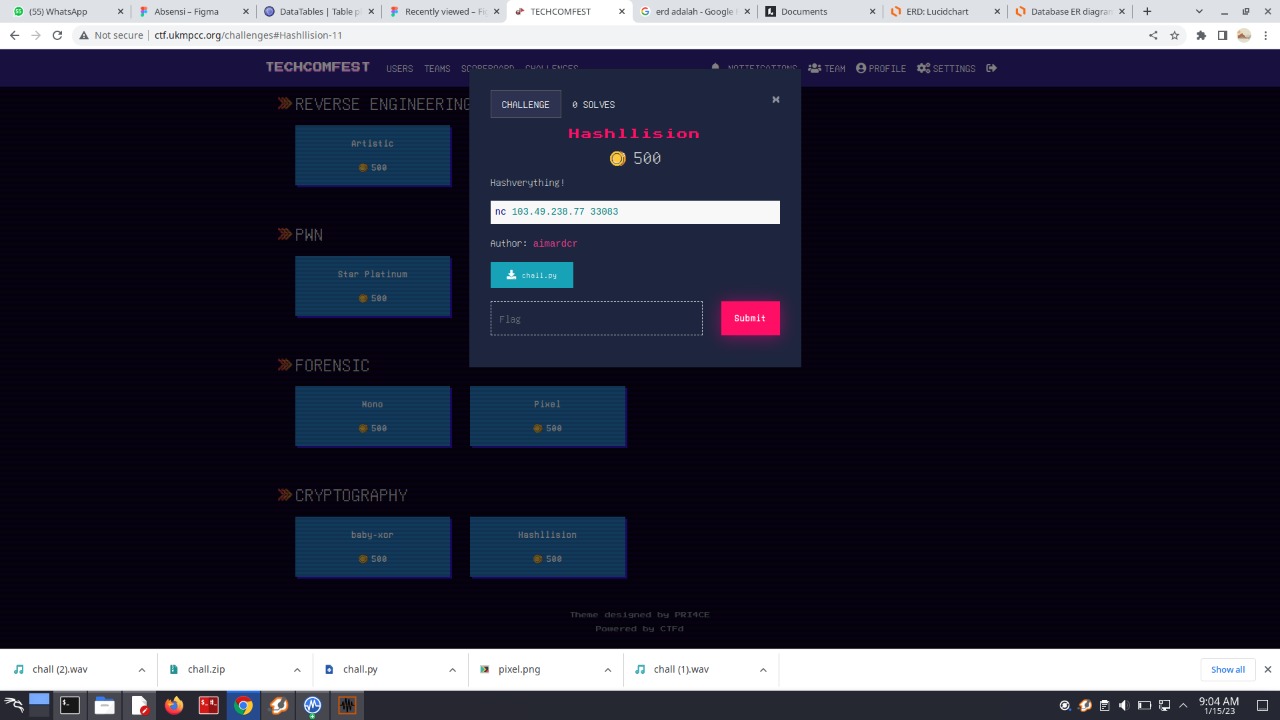 (55) WhatsApp
Absensi – Figma
DataTables | Table pl
Recently viewed – Fig
TECHCOMFEST
erd adalah - Google
Documents
ERD: Lucidchart
Database ER diagram
Not secure | ctf.ukmpcc.org/challenges#Hashllision-11
TECHCOMFEST USERS TEAMS SCOREBOARD CHALLENGES NOTIFICATIONS TEAM PROFILE SETTINGS
REVERSE ENGINEERING
Artistic
500
PWN
Star Platinum
500
FORENSIC
Mono
500
Pixel
500
CRYPTOGRAPHY
baby-xor
500
Hashllision
500
CHALLENGE 0 SOLVES
Hashllision
500
Hashverything!
nc 103.49.238.77 33083
Author: aimardcr
chall.py
Flag
Submit
Theme designed by PRI4CE
Powered by CTFd
chall (2).wav
chall.zip
chall.py
pixel.png
chall (1).wav
Show all
9:04 AM
1/15/23